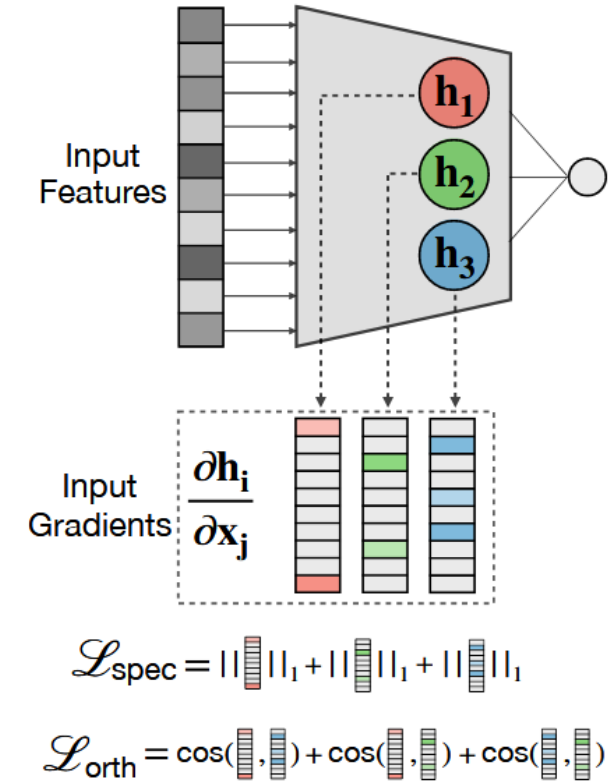 h₁
h₂
h₃
Input
Features
Input
Gradients
∂hᵢ
∂xⱼ
ℒspec = || ||₁ + || ||₁ + || ||₁
ℒorth = cos( , ) + cos( , ) + cos( , )